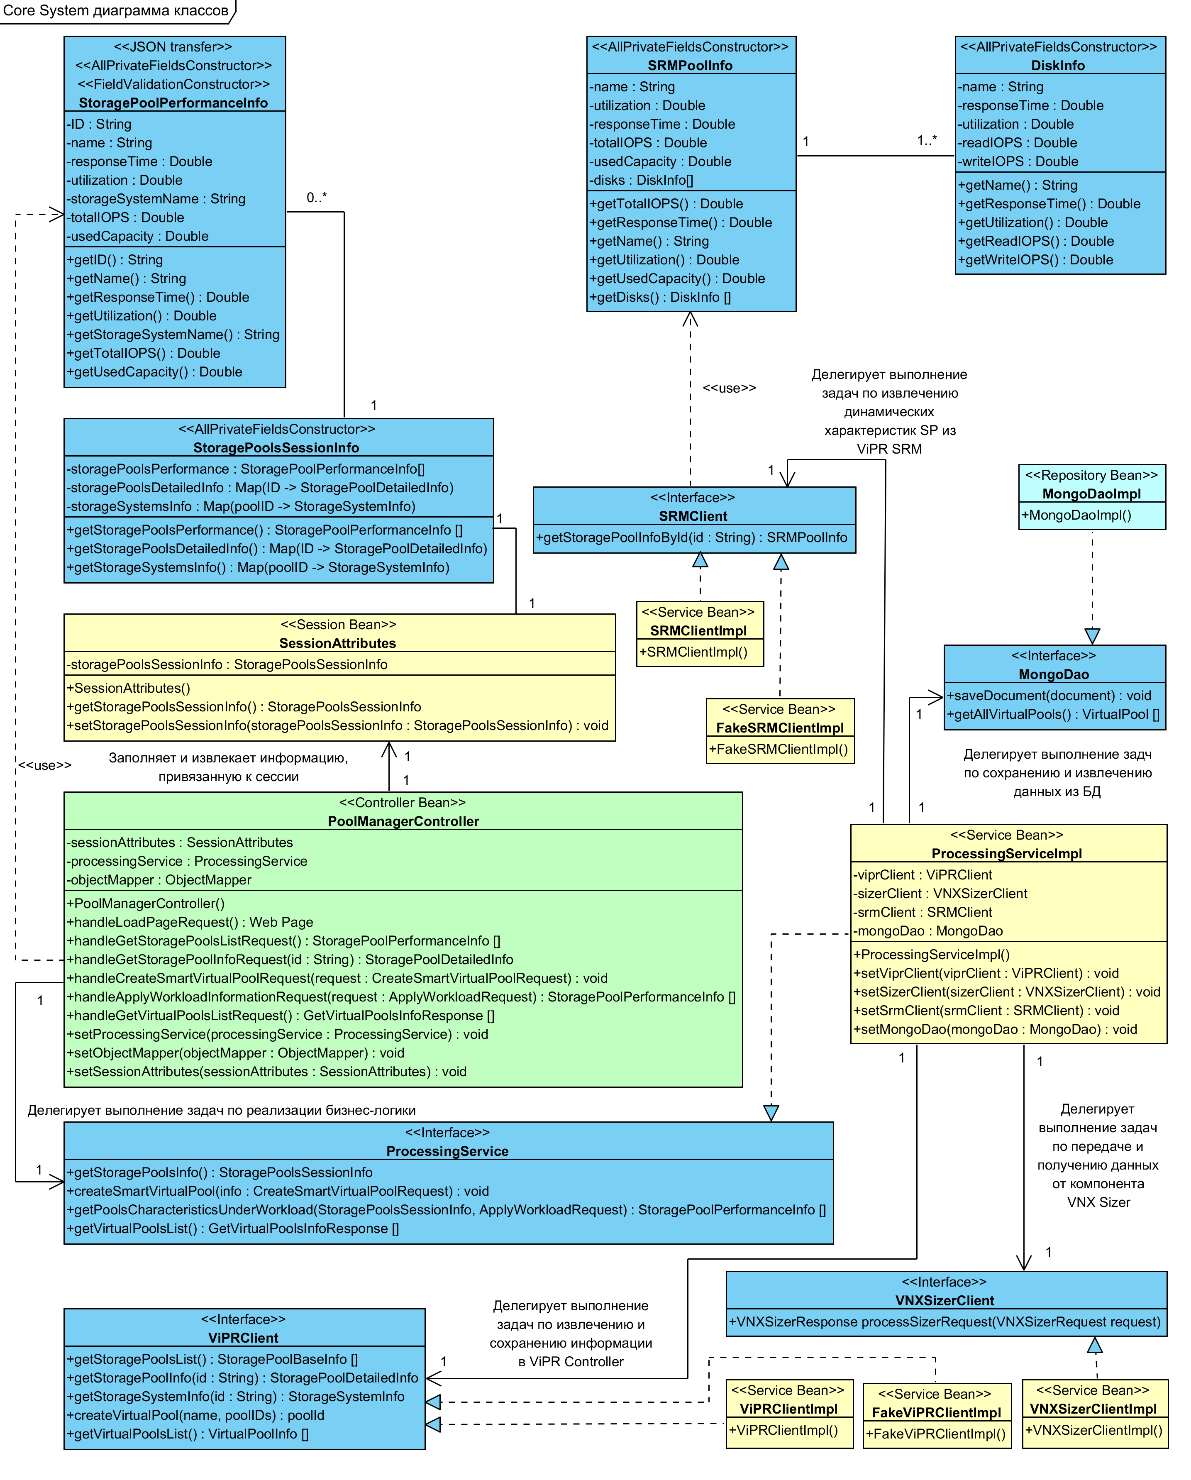 Core System диаграмма классов
<<JSON transfer>>
<<AllPrivateFieldsConstructor>>
<<FieldValidationConstructor>>
StoragePoolPerformanceInfo
-ID : String
-name : String
-responseTime : Double
-utilization : Double
-storageSystemName : String
-totalIOPS : Double
-usedCapacity : Double
+getID() : String
+getName() : String
+getResponseTime() : Double
+getUtilization() : Double
+getStorageSystemName() : String
+getTotalIOPS() : Double
+getUsedCapacity() : Double
0..*
1
<<AllPrivateFieldsConstructor>>
SRMPoolInfo
-name : String
-utilization : Double
-responseTime : Double
-totalIOPS : Double
-usedCapacity : Double
-disks : DiskInfo[]
+getTotalIOPS() : Double
+getResponseTime() : Double
+getName() : String
+getUtilization() : Double
+getUsedCapacity() : Double
+getDisks() : DiskInfo []
1
1..*
<<AllPrivateFieldsConstructor>>
DiskInfo
-name : String
-responseTime : Double
-utilization : Double
-readIOPS : Double
-writeIOPS : Double
+getName() : String
+getResponseTime() : Double
+getUtilization() : Double
+getReadIOPS() : Double
+getWriteIOPS() : Double
<<use>>
Делегирует выполнение
задач по извлечению
динамических
характеристик SP из
ViPR SRM
1
<<AllPrivateFieldsConstructor>>
StoragePoolsSessionInfo
-storagePoolsPerformance : StoragePoolPerformanceInfo[]
-storagePoolsDetailedInfo : Map(ID -> StoragePoolDetailedInfo)
-storageSystemsInfo : Map(poolID -> StorageSystemInfo)
+getStoragePoolsPerformance() : StoragePoolPerformanceInfo []
+getStoragePoolsDetailedInfo() : Map(ID -> StoragePoolDetailedInfo)
+getStorageSystemsInfo() : Map(poolID -> StorageSystemInfo)
1
1
<<Interface>>
SRMClient
+getStoragePoolInfoById(id : String) : SRMPoolInfo
<<Repository Bean>>
MongoDaoImpl
+MongoDaoImpl()
<<Service Bean>>
SRMClientImpl
+SRMClientImpl()
<<Service Bean>>
FakeSRMClientImpl
+FakeSRMClientImpl()
<<Interface>>
MongoDao
+saveDocument(document) : void
+getAllVirtualPools() : VirtualPool []
1
Делегирует выполнение задч
по сохранению и извлечению
данных из БД
1
1
<<Session Bean>>
SessionAttributes
-storagePoolsSessionInfo : StoragePoolsSessionInfo
+SessionAttributes()
+getStoragePoolsSessionInfo() : StoragePoolsSessionInfo
+setStoragePoolsSessionInfo(storagePoolsSessionInfo : StoragePoolsSessionInfo) : void
<<use>>
Заполняет и извлекает информацию,
привязанную к сессии
1
1
<<Controller Bean>>
PoolManagerController
-sessionAttributes : SessionAttributes
-processingService : ProcessingService
-objectMapper : ObjectMapper
+PoolManagerController()
+handleLoadPageRequest() : Web Page
+handleGetStoragePoolsListRequest() : StoragePoolPerformanceInfo []
+handleGetStoragePoolInfoRequest(id : String) : StoragePoolDetailedInfo
+handleCreateSmartVirtualPoolRequest(request : CreateSmartVirtualPoolRequest) : void
+handleApplyWorkloadInformationRequest(request : ApplyWorkloadRequest) : StoragePoolPerformanceInfo []
+handleGetVirtualPoolsListRequest() : GetVirtualPoolsInfoResponse []
+setProcessingService(processingService : ProcessingService) : void
+setObjectMapper(objectMapper : ObjectMapper) : void
+setSessionAttributes(sessionAttributes : SessionAttributes) : void
1
<<Service Bean>>
ProcessingServiceImpl
-viprClient : ViPRClient
-sizerClient : VNXSizerClient
-srmClient : SRMClient
-mongoDao : MongoDao
+ProcessingServiceImpl()
+setViprClient(viprClient : ViPRClient) : void
+setSizerClient(sizerClient : VNXSizerClient) : void
+setSrmClient(srmClient : SRMClient) : void
+setMongoDao(mongoDao : MongoDao) : void
1
1
Делегирует выполнение задач по реализации бизнес-логики
1
<<Interface>>
ProcessingService
+getStoragePoolsInfo() : StoragePoolsSessionInfo
+createSmartVirtualPool(info : CreateSmartVirtualPoolRequest) : void
+getPoolsCharacteristicsUnderWorkload(StoragePoolsSessionInfo, ApplyWorkloadRequest) : StoragePoolPerformanceInfo []
+getVirtualPoolsList() : GetVirtualPoolsInfoResponse []
Делегирует
выполнение задач
по передаче и
получению данных
от компонента
VNX Sizer
1
<<Interface>>
VNXSizerClient
+VNXSizerResponse processSizerRequest(VNXSizerRequest request)
<<Interface>>
ViPRClient
+getStoragePoolsList() : StoragePoolBaseInfo []
+getStoragePoolInfo(id : String) : StoragePoolDetailedInfo
+getStorageSystemInfo(id : String) : StorageSystemInfo
+createVirtualPool(name, poolIDs) : poolId
+getVirtualPoolsList() : VirtualPoolInfo []
Делегирует выполнение
задач по извлечению и
сохранению информации
в ViPR Controller
1
<<Service Bean>>
ViPRClientImpl
+ViPRClientImpl()
<<Service Bean>>
FakeViPRClientImpl
+FakeViPRClientImpl()
<<Service Bean>>
VNXSizerClientImpl
+VNXSizerClientImpl()